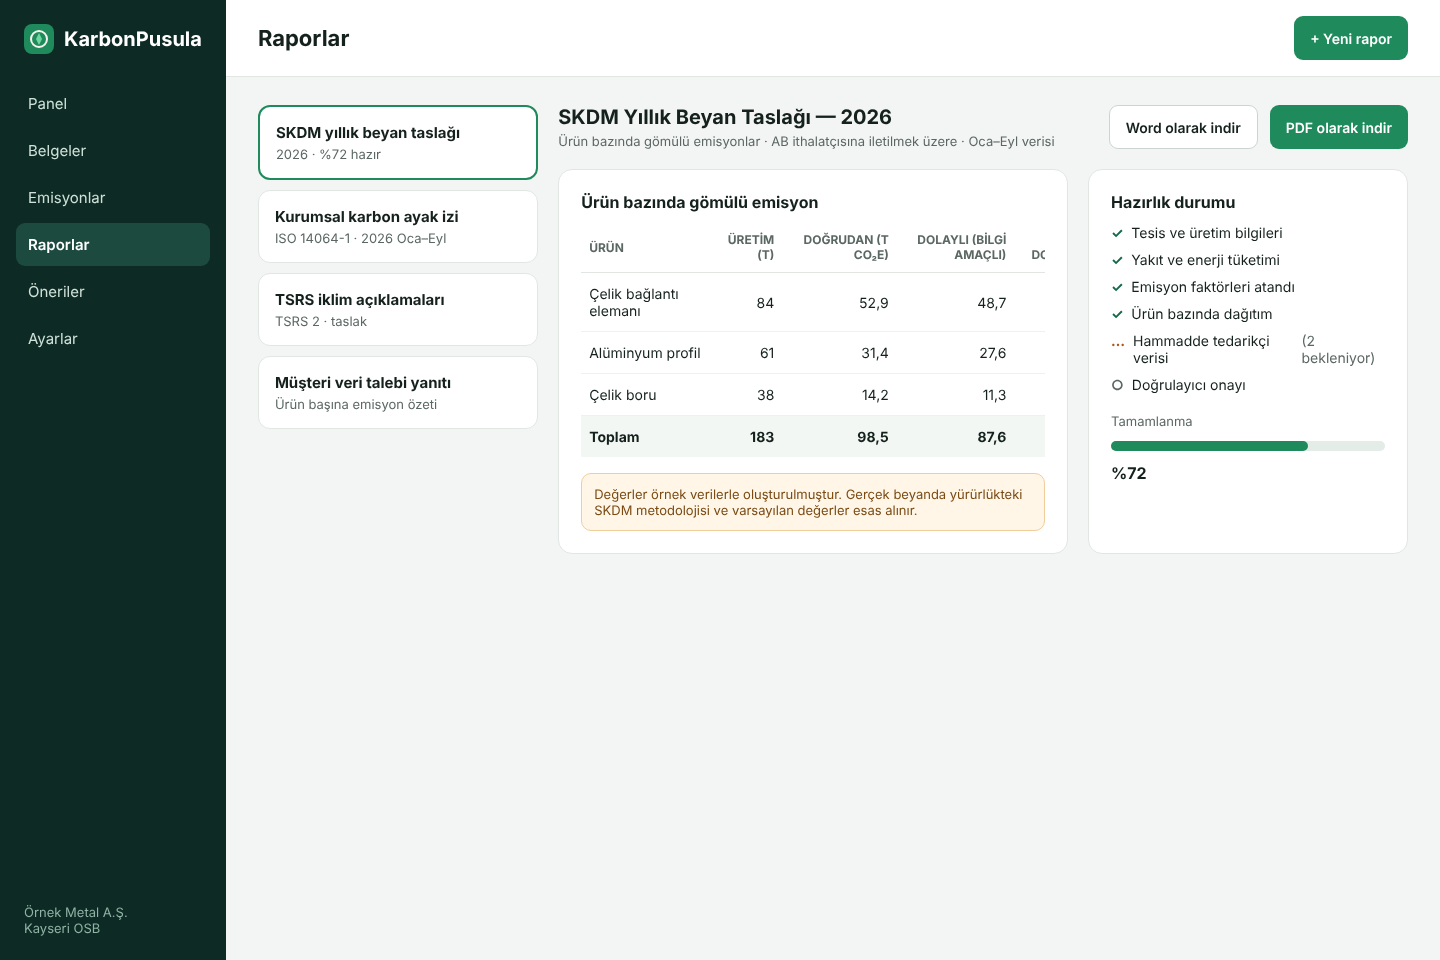 KarbonPusula
Panel
Belgeler
Emisyonlar
Raporlar
Öneriler
Ayarlar
Örnek Metal A.Ş.
Kayseri OSB
Raporlar
+ Yeni rapor
SKDM yıllık beyan taslağı
2026 · %72 hazır
Kurumsal karbon ayak izi
ISO 14064-1 · 2026 Oca–Eyl
TSRS iklim açıklamaları
TSRS 2 · taslak
Müşteri veri talebi yanıtı
Ürün başına emisyon özeti
SKDM Yıllık Beyan Taslağı — 2026
Ürün bazında gömülü emisyonlar · AB ithalatçısına iletilmek üzere · Oca–Eyl verisi
Word olarak indir
PDF olarak indir
Ürün bazında gömülü emisyon
ÜRÜN
ÜRETİM
(T)
DOĞRUDAN (T
CO₂E)
DOLAYLI (BİLGİ
AMAÇLI)
Çelik bağlantı
elemanı
84
52,9
48,7
Alüminyum profil
61
31,4
27,6
Çelik boru
38
14,2
11,3
Toplam
183
98,5
87,6
Değerler örnek verilerle oluşturulmuştur. Gerçek beyanda yürürlükteki
SKDM metodolojisi ve varsayılan değerler esas alınır.
Hazırlık durumu
✓ Tesis ve üretim bilgileri
✓ Yakıt ve enerji tüketimi
✓ Emisyon faktörleri atandı
✓ Ürün bazında dağıtım
… Hammadde tedarikçi
verisi
(2
bekleniyor)
○ Doğrulayıcı onayı
Tamamlanma
%72